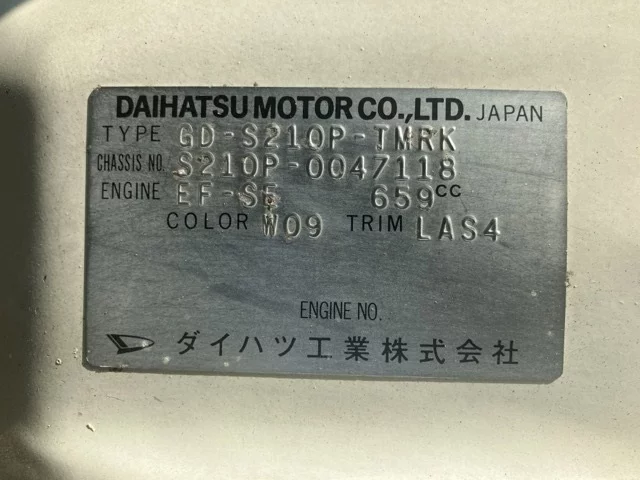 DAIHATSU MOTOR CO.,LTD. JAPAN
TYPE GD-S210P-TMRK
CHASSIS NO. S210P-0047118
ENGINE EF-SE 659CC
COLOR W09 TRIM LAS4
ENGINE NO.
ダイハツ工業株式会社